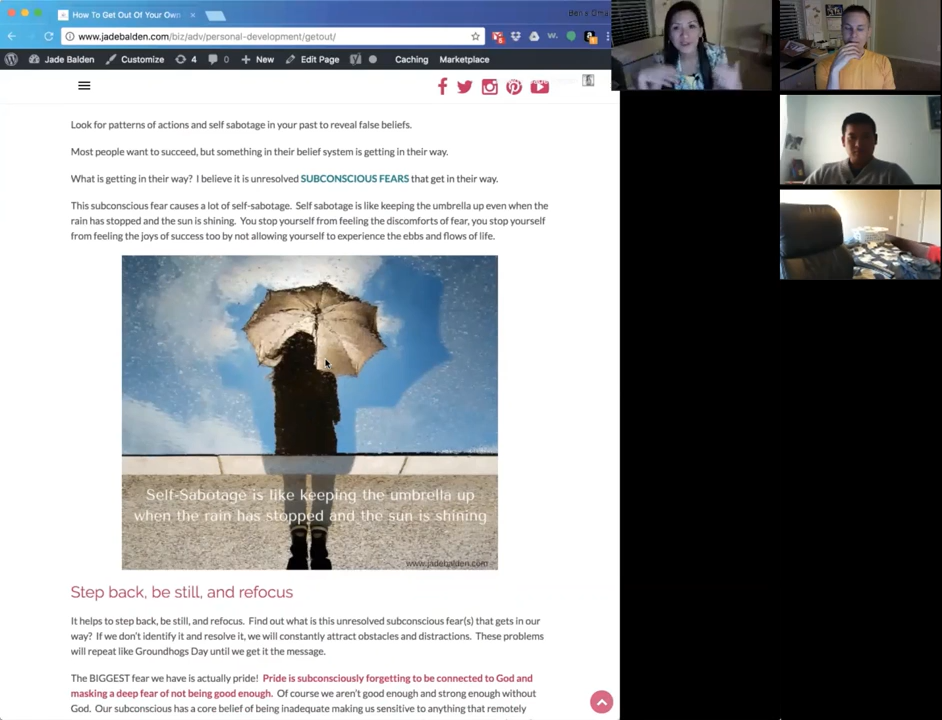 How To Get Out Of Your Own
www.jadebalden.com/biz/adv/personal-development/getout/
Jade Balden Customize 4 0 New Edit Page Caching Marketplace
Look for patterns of actions and self sabotage in your past to reveal false beliefs.
Most people want to succeed, but something in their belief system is getting in their way.
What is getting in their way? I believe it is unresolved SUBCONSCIOUS FEARS that get in their way.
This subconscious fear causes a lot of self-sabotage. Self sabotage is like keeping the umbrella up even when the
rain has stopped and the sun is shining. You stop yourself from feeling the discomforts of fear, you stop yourself
from feeling the joys of success too by not allowing yourself to experience the ebbs and flows of life.
Self-Sabotage is like keeping the umbrella up
when the rain has stopped and the sun is shining
www.jadebalden.com
Step back, be still, and refocus
It helps to step back, be still, and refocus. Find out what is this unresolved subconscious fear(s) that gets in our
way? If we don't identify it and resolve it, we will constantly attract obstacles and distractions. These problems
will repeat like Groundhogs Day until we get it the message.
The BIGGEST fear we have is actually pride! Pride is subconsciously forgetting to be connected to God and
masking a deep fear of not being good enough. Of course we aren't good enough and strong enough without
God. Our subconscious has a core belief of being inadequate making us sensitive to anything that remotely